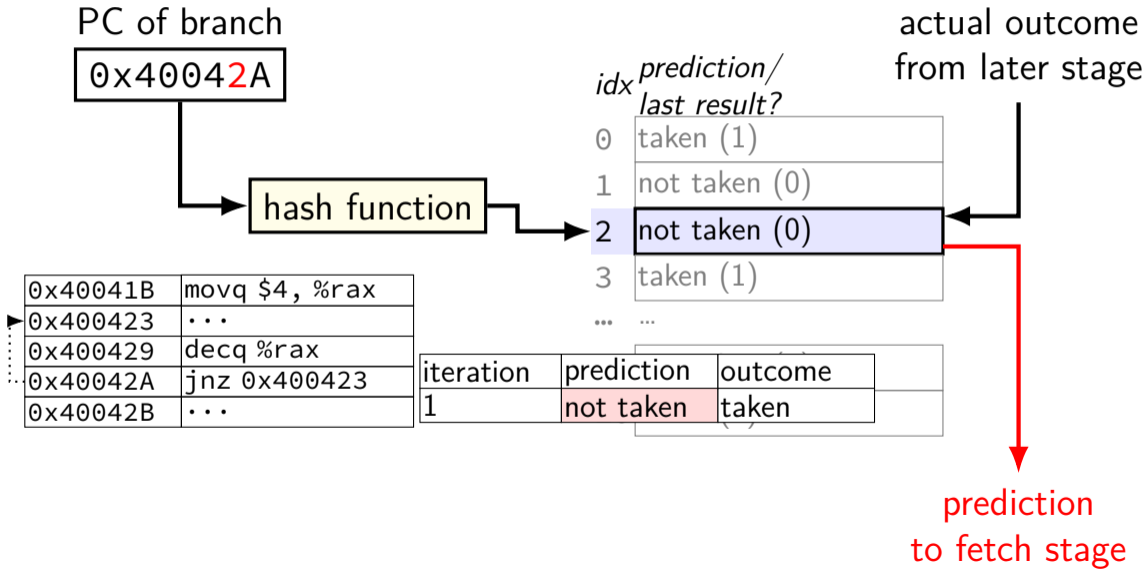 PC of branch
0x40042A
hash function
idx
prediction/
last result?
0 taken (1)
1 not taken (0)
2 not taken (0)
3 taken (1)
... ...
actual outcome
from later stage
0x40041B movq $4, %rax
0x400423 ...
0x400429 decq %rax
0x40042A jnz 0x400423
0x40042B ...
iteration prediction outcome
1 not taken taken
prediction
to fetch stage